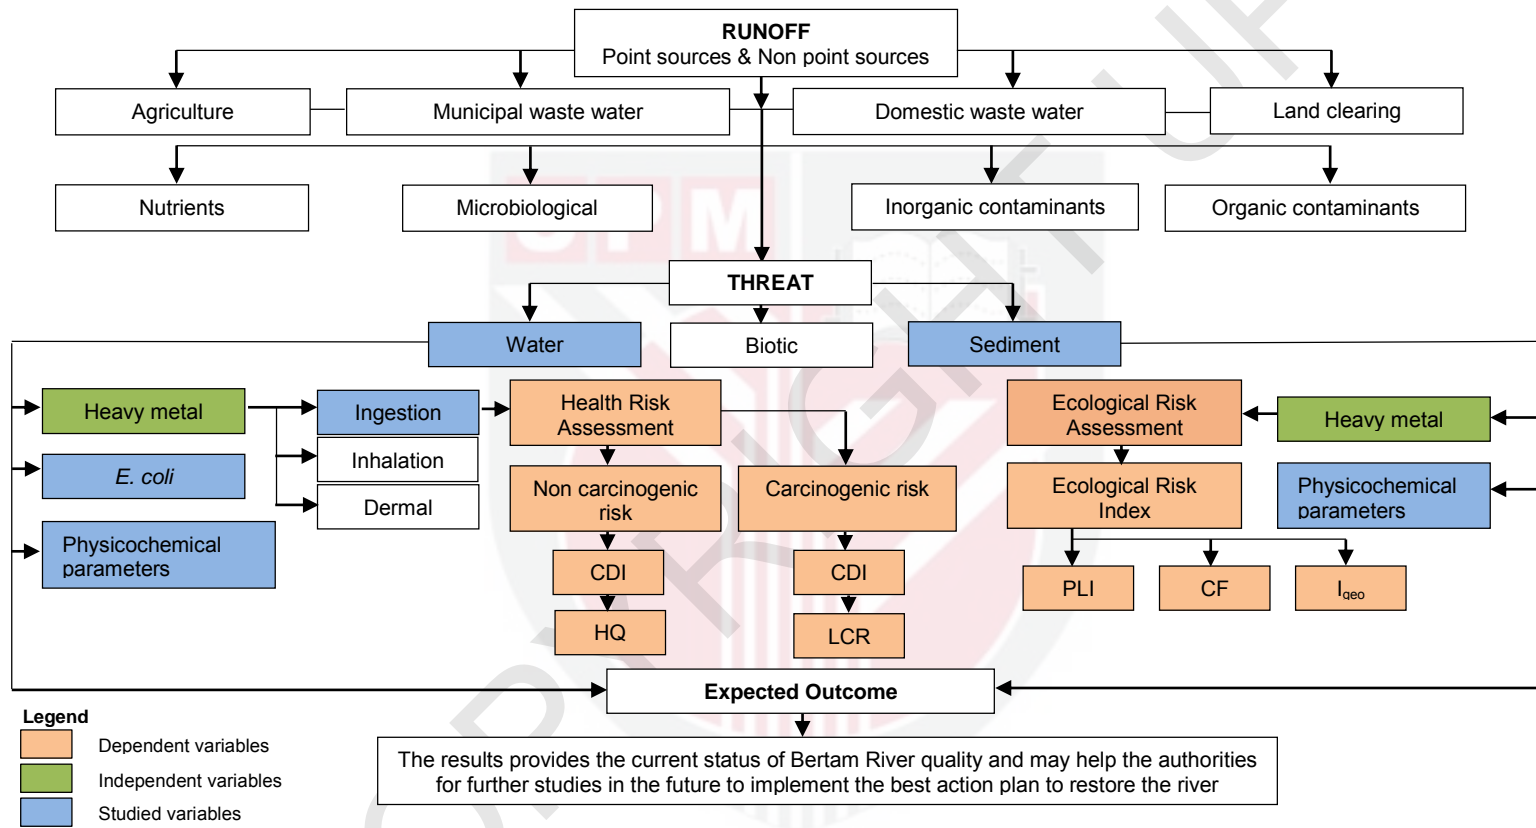 RUNOFF
Point sources & Non point sources
Agriculture
Municipal waste water
Domestic waste water
Land clearing
Nutrients
Microbiological
Inorganic contaminants
Organic contaminants
UPM
THREAT
Water
Biotic
Sediment
Heavy metal
Ingestion
Health Risk
Assessment
Ecological Risk
Assessment
Heavy metal
E. coli
Inhalation
Dermal
Non carcinogenic
risk
Carcinogenic risk
Ecological Risk
Index
Physicochemical
parameters
Physicochemical
parameters
CDI
CDI
PLI
CF
Igeo
HQ
LCR
Expected Outcome
Legend
Dependent variables
Independent variables
Studied variables
The results provides the current status of Bertam River quality and may help the authorities
for further studies in the future to implement the best action plan to restore the river
COPYRIGHT UPM